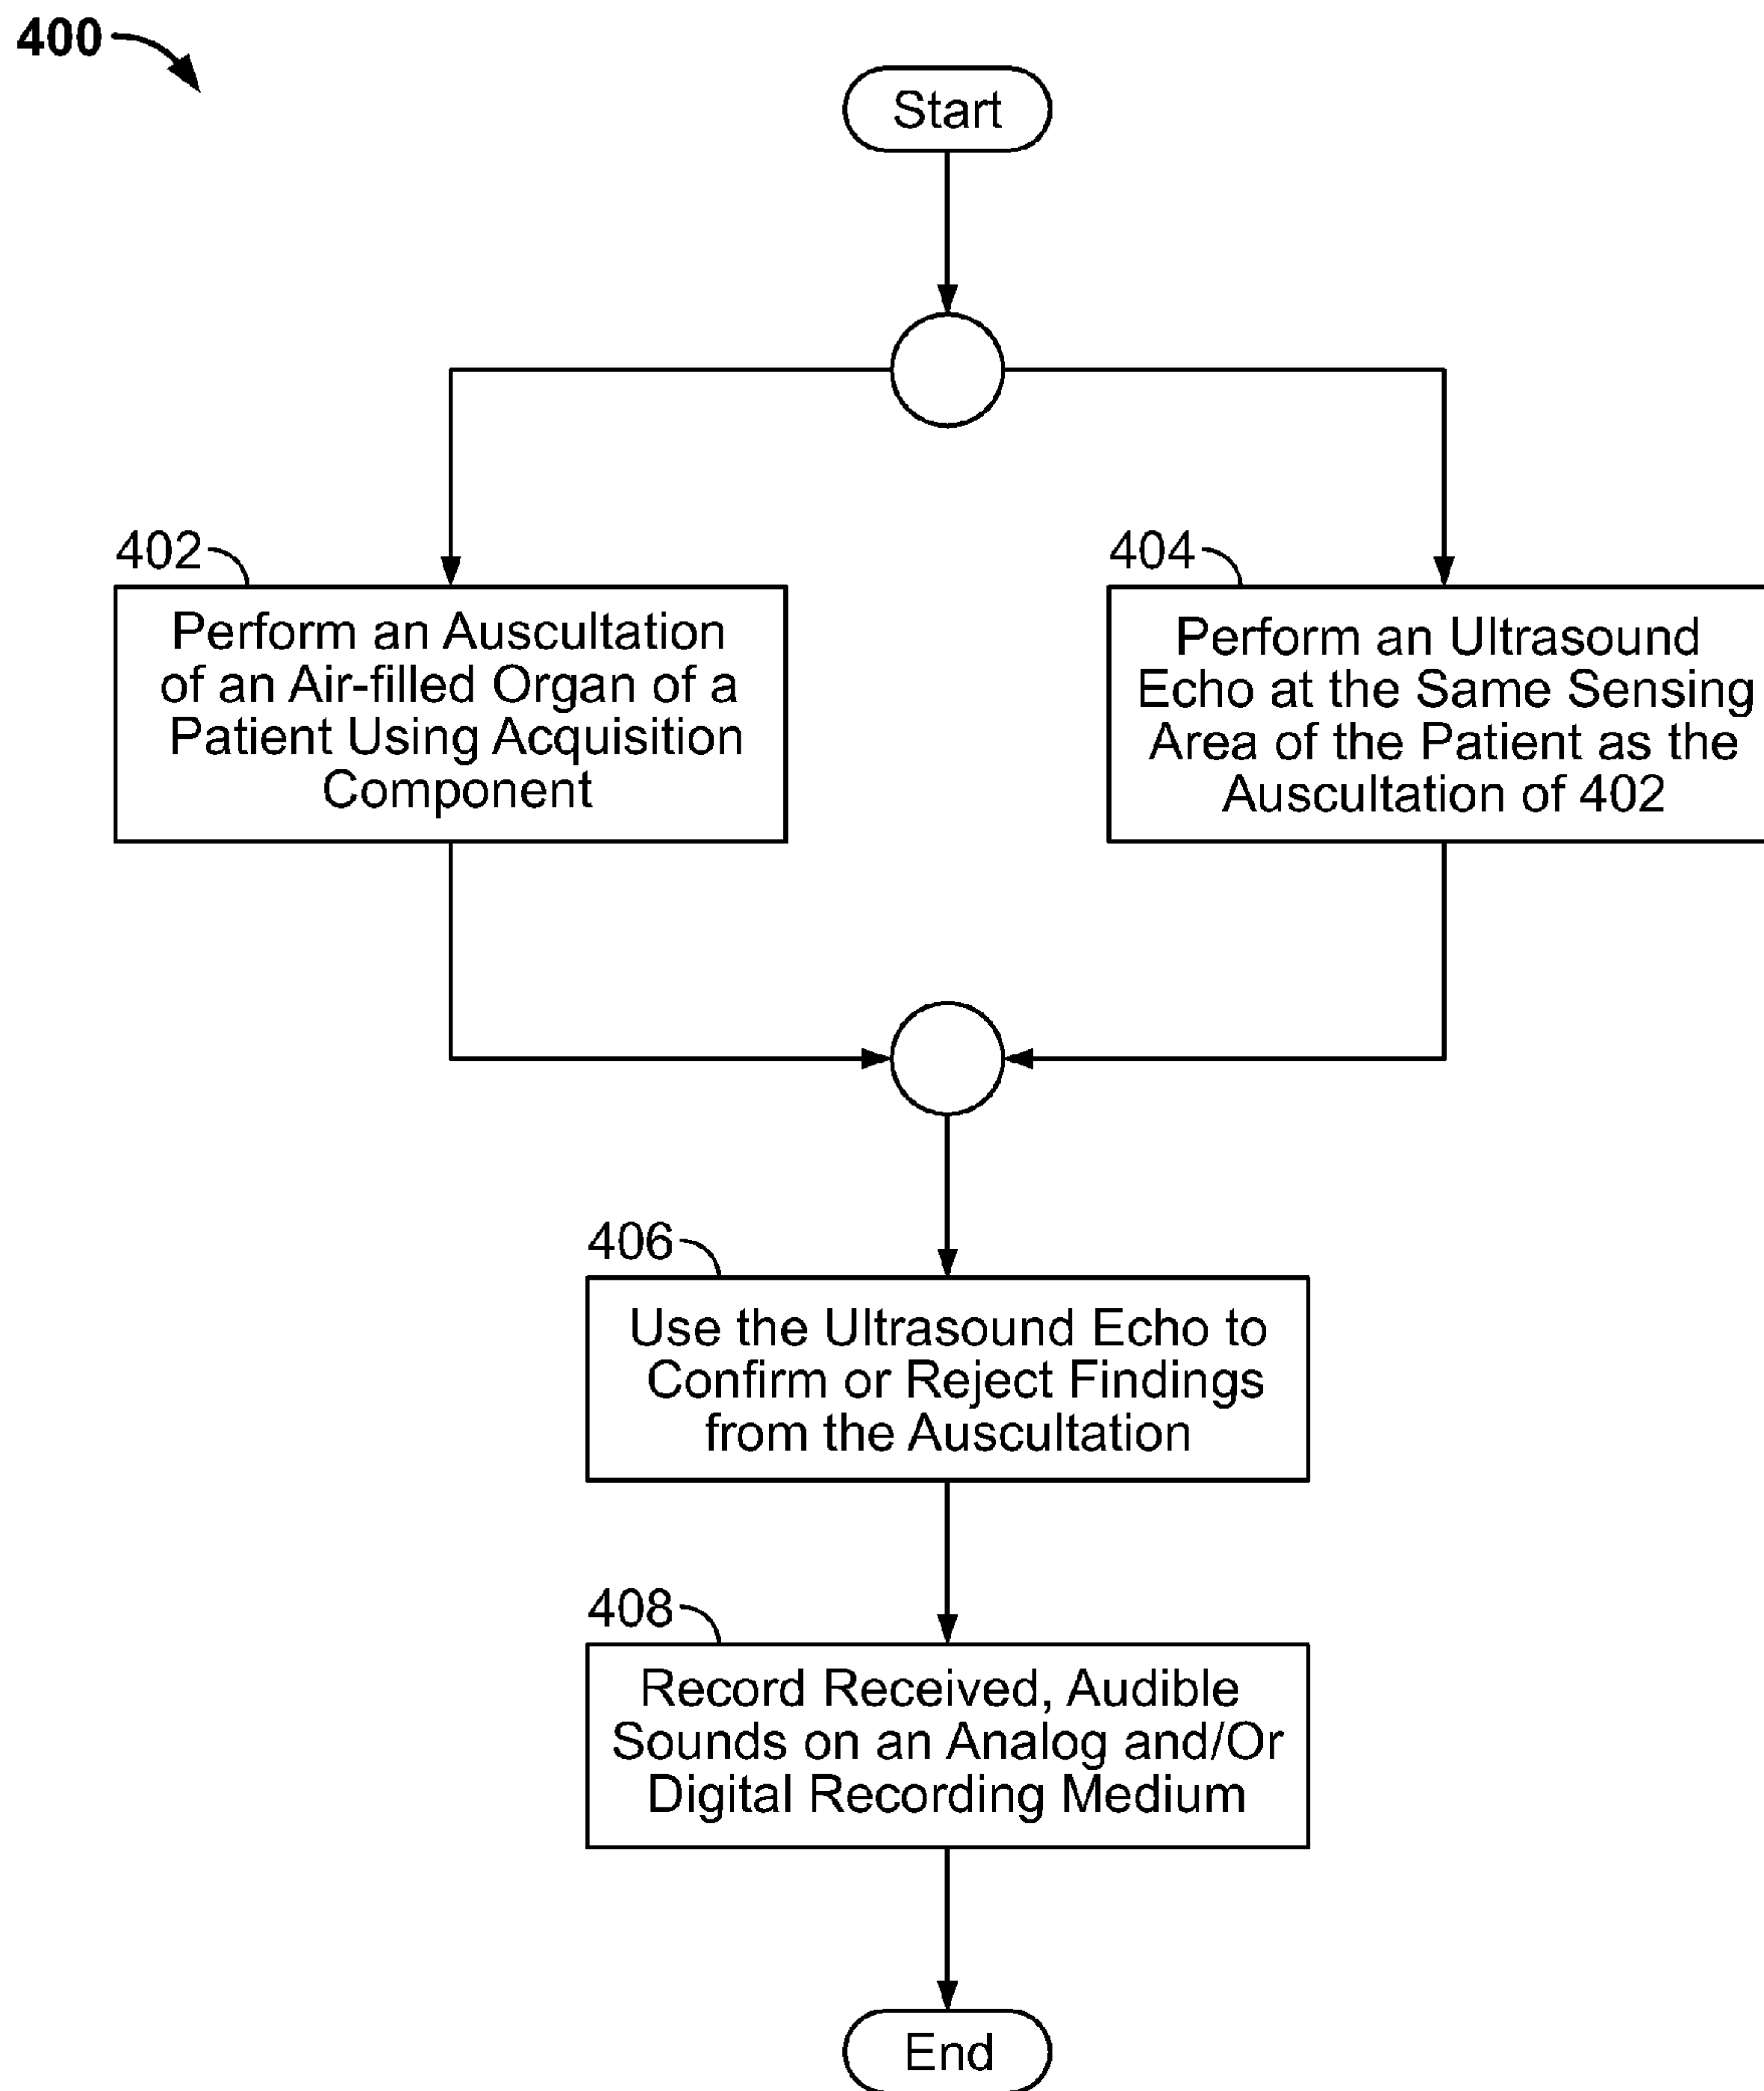 400
Start
402
Perform an Auscultation
of an Air-filled Organ of a
Patient Using Acquisition
Component
404
Perform an Ultrasound
Echo at the Same Sensing
Area of the Patient as the
Auscultation of 402
406
Use the Ultrasound Echo to
Confirm or Reject Findings
from the Auscultation
408
Record Received, Audible
Sounds on an Analog and/Or
Digital Recording Medium
End